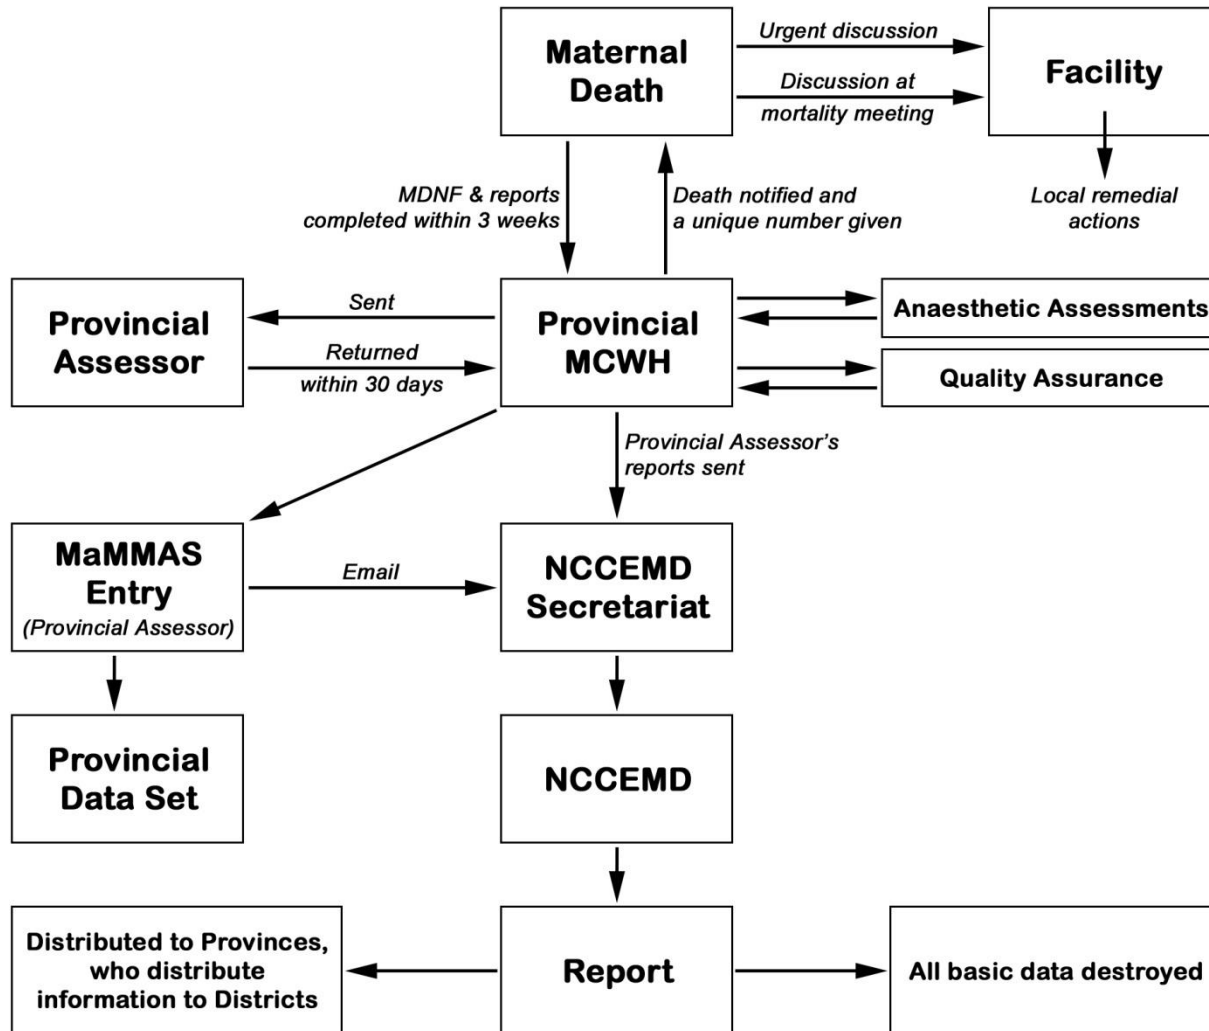 Maternal
Death
Urgent discussion
Discussion at
mortality meeting
Facility
MDNF & reports
completed within 3 weeks
Death notified and
a unique number given
Local remedial
actions
Provincial
Assessor
Sent
Returned
within 30 days
Provincial
MCWH
Anaesthetic Assessments
Quality Assurance
Provincial Assessor's
reports sent
MaMMAS
Entry
(Provincial Assessor)
Email
NCCEMD
Secretariat
Provincial
Data Set
NCCEMD
Distributed to Provinces,
who distribute
information to Districts
Report
All basic data destroyed